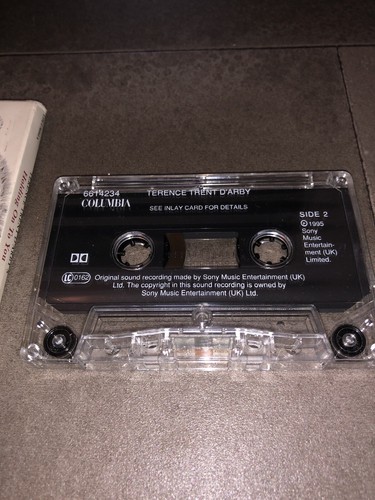 Holding On To You
6614234
TERENCE TRENT D'ARBY
COLUMBIA
SEE INLAY CARD FOR DETAILS
SIDE 2
℗ 1995
Sony
Music
Entertain-
ment (UK)
Limited.
LC 0162
Original sound recording made by Sony Music Entertainment (UK)
Ltd. The copyright in this sound recording is owned by
Sony Music Entertainment (UK) Ltd.